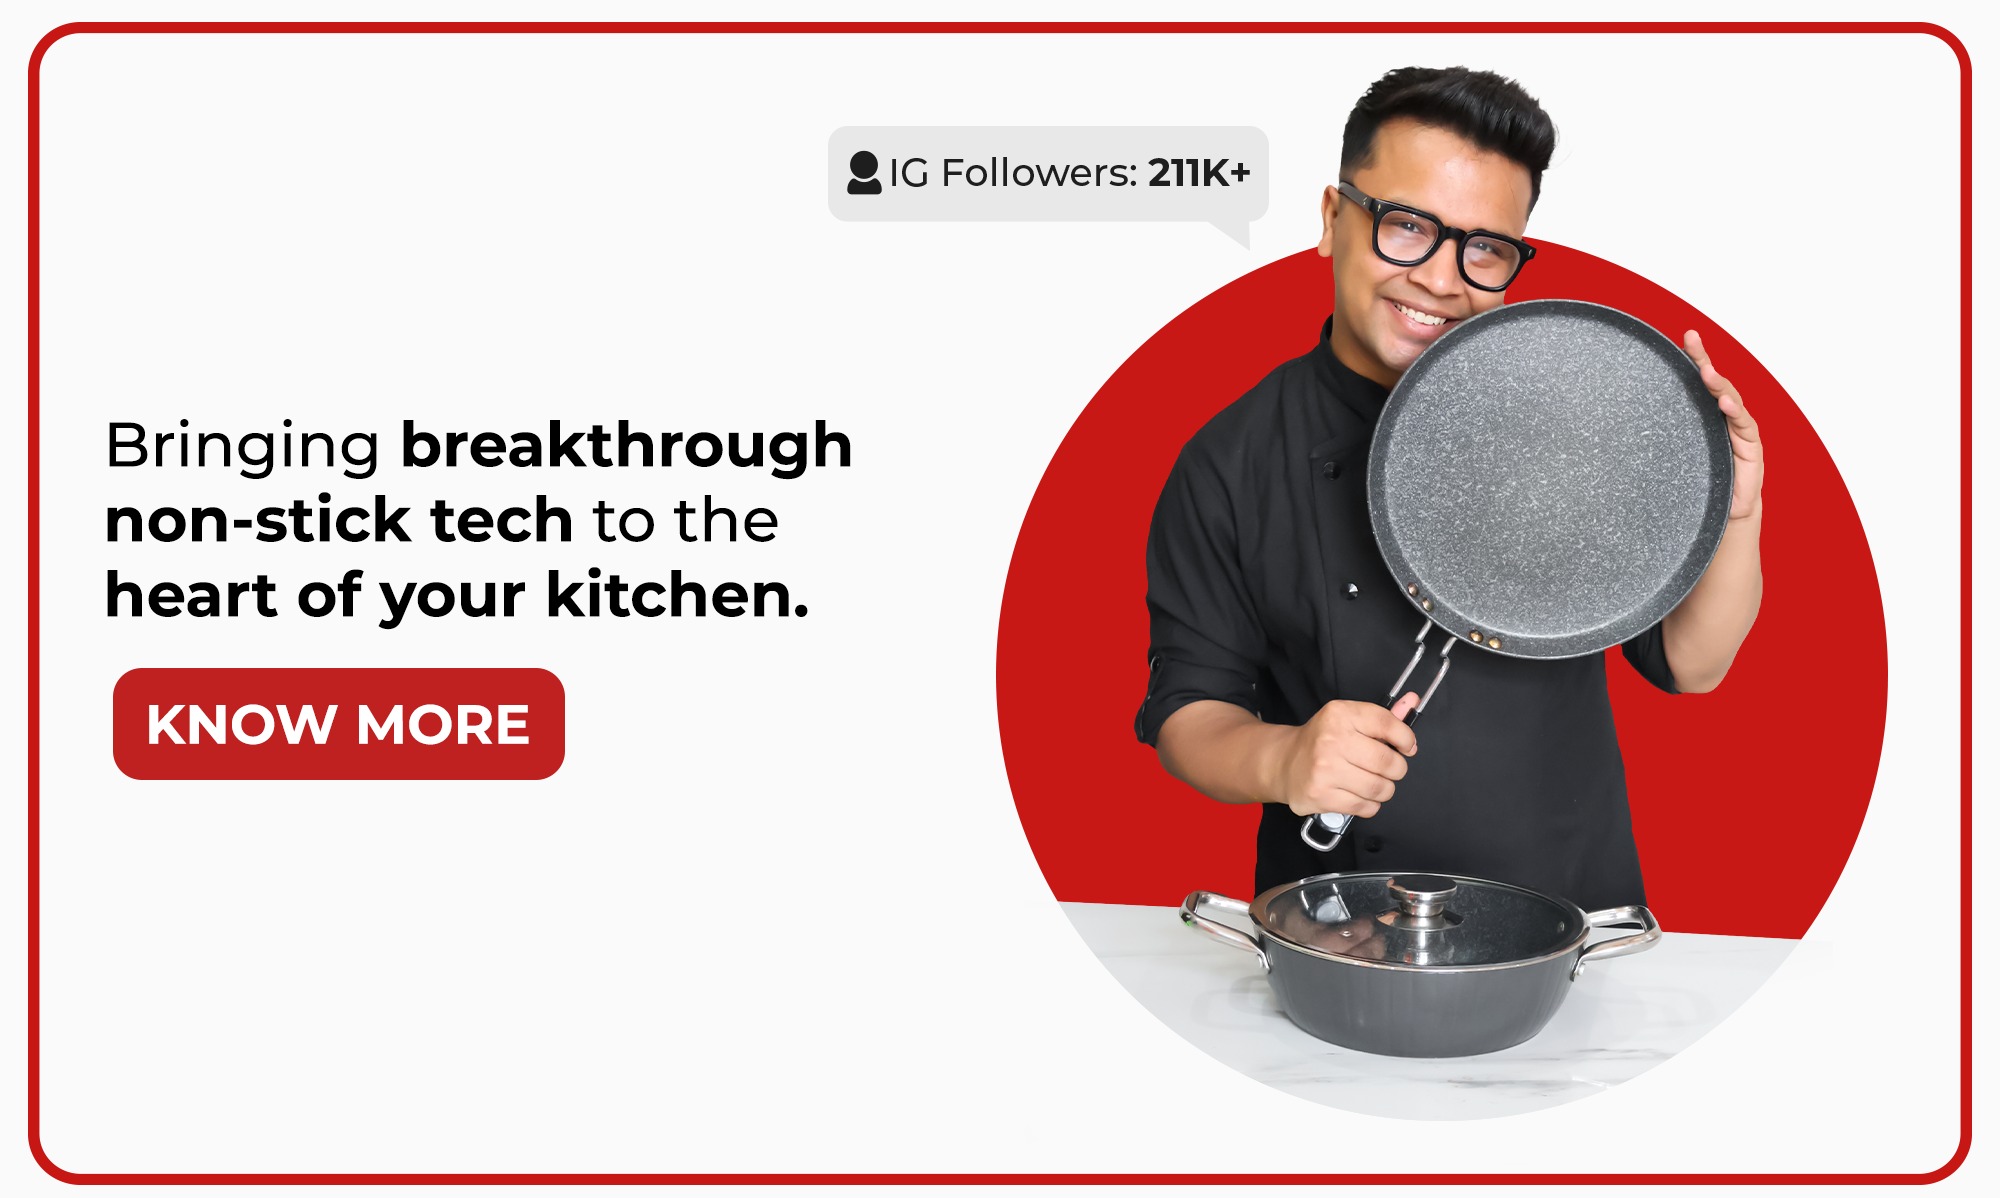 IG Followers: 211K+
Bringing breakthrough
non-stick tech to the
heart of your kitchen.
KNOW MORE